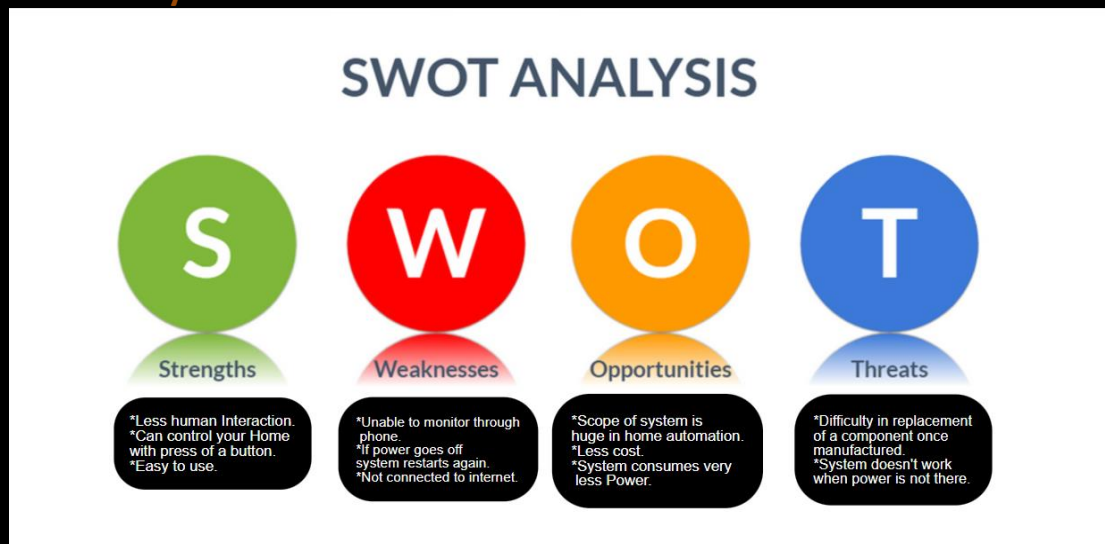 SWOT ANALYSIS
S
W
O
T
Strengths
*Less human Interaction.
*Can control your Home
with press of a button.
*Easy to use.
Weaknesses
*Unable to monitor through
phone.
*If power goes off
system restarts again.
*Not connected to internet.
Opportunities
*Scope of system is
huge in home automation.
*Less cost.
*System consumes very
less Power.
Threats
*Difficulty in replacement
of a component once
manufactured.
*System doesn't work
when power is not there.